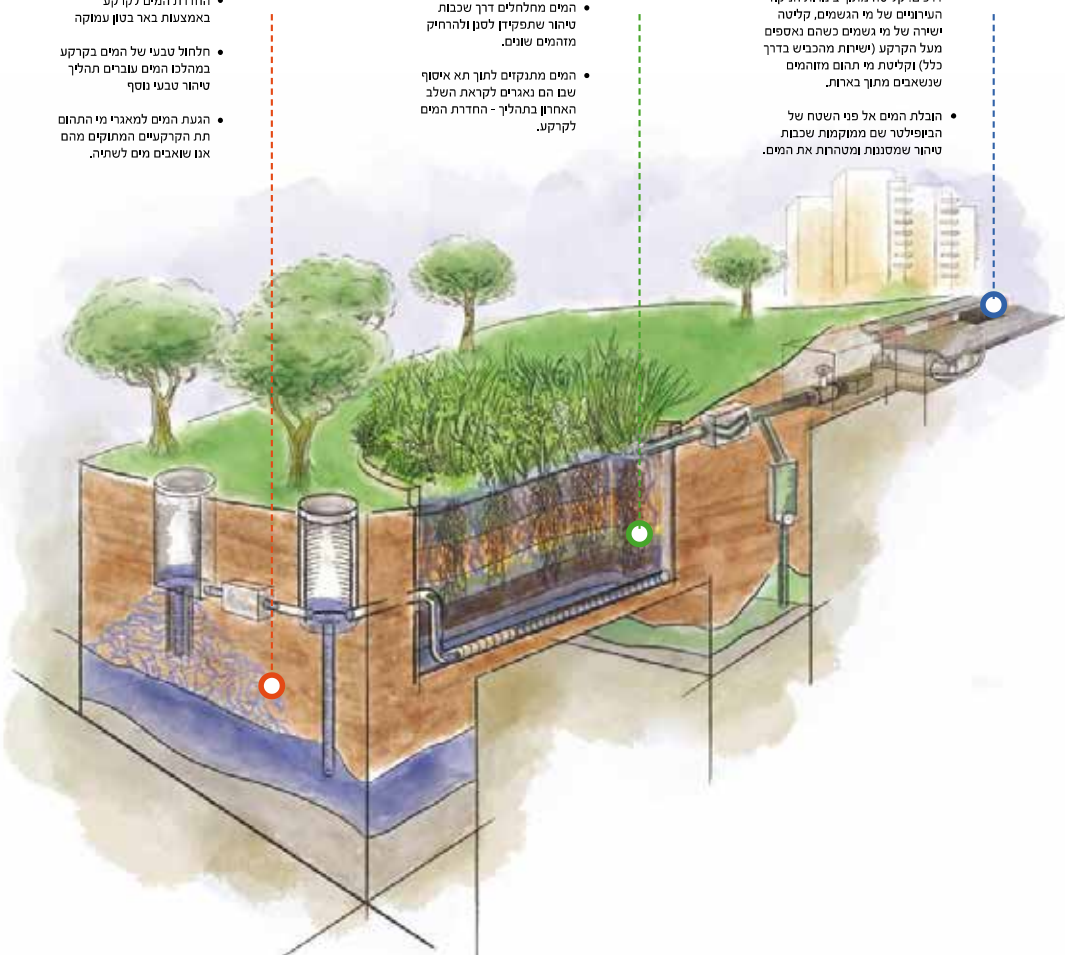 העירוניים של מי הגשמים, קליטה
ישירה של מי גשמים כשהם נאספים
מעל הקרקע (ישירות מהכביש בדרך
כלל) וקליטת מי תהום מזוהמים
שנשאבים מתוך בארות.
• הובלת המים אל פני השטח של
הביופילטר שם ממוקמות שכבות
טיהור שמסננות ומטהרות את המים.
• המים מחלחלים דרך שכבות
טיהור שתפקידן לסנן ולהרחיק
מזהמים שונים.
• המים מתנקזים לתוך תא איסוף
שבו הם נאגרים לקראת השלב
האחרון בתהליך - החדרת המים
לקרקע.
• החדרת המים לקרקע
באמצעות באר בטון עמוקה
• חלחול טבעי של המים בקרקע
במהלכו המים עוברים תהליך
טיהור טבעי נוסף
• הגעת המים למאגרי מי התהום
תת הקרקעיים המתוקים מהם
אנו שואבים מים לשתיה.